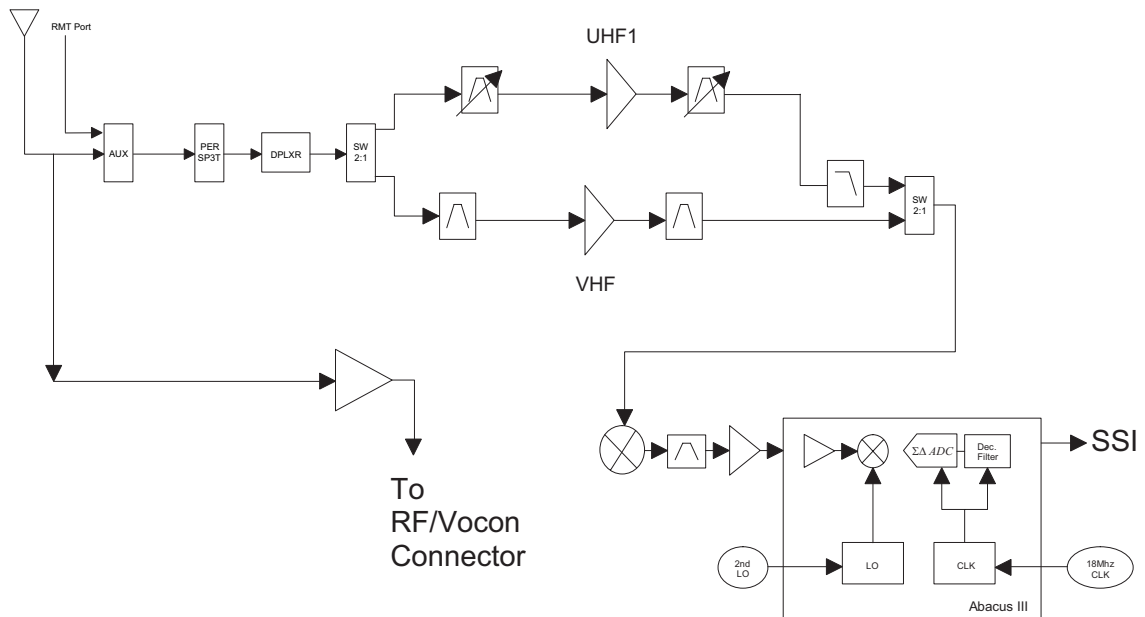 RMT Port
UHF1
AUX
PER
SP3T
DPLXR
SW
2:1
SW
2:1
VHF
To
RF/Vocon
Connector
SSI
ΣΔ ADC
Dec.
Filter
2nd
LO
LO
CLK
18Mhz
CLK
Abacus III